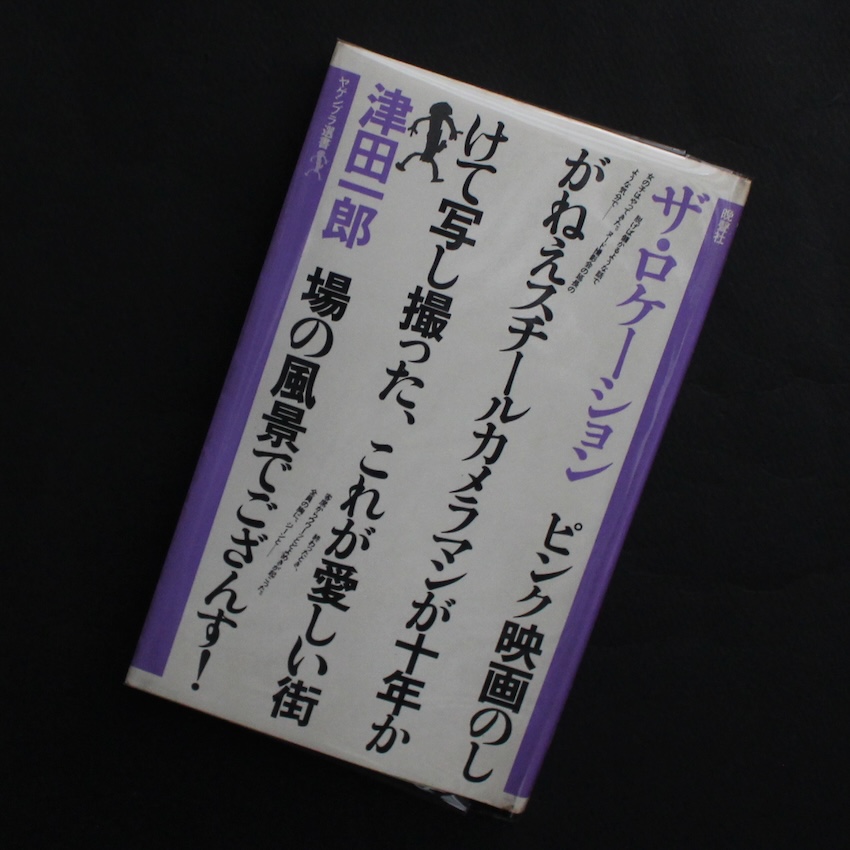 晩聲社
ザ・ロケーション ピンク映画のし
がねえスチールカメラマンが十年か
けて写し撮った、これが愛しい街
場の風景でござんす!
津田一郎
ヤゲンブラ選書